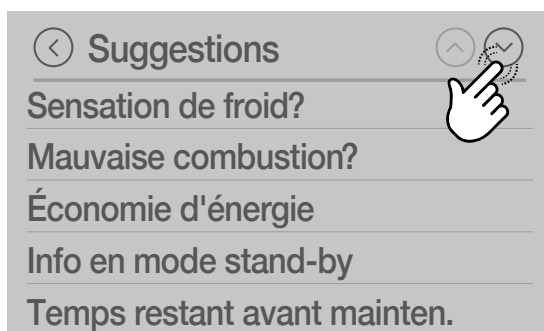 Suggestions
Sensation de froid?
Mauvaise combustion?
Économie d'énergie
Info en mode stand-by
Temps restant avant mainten.